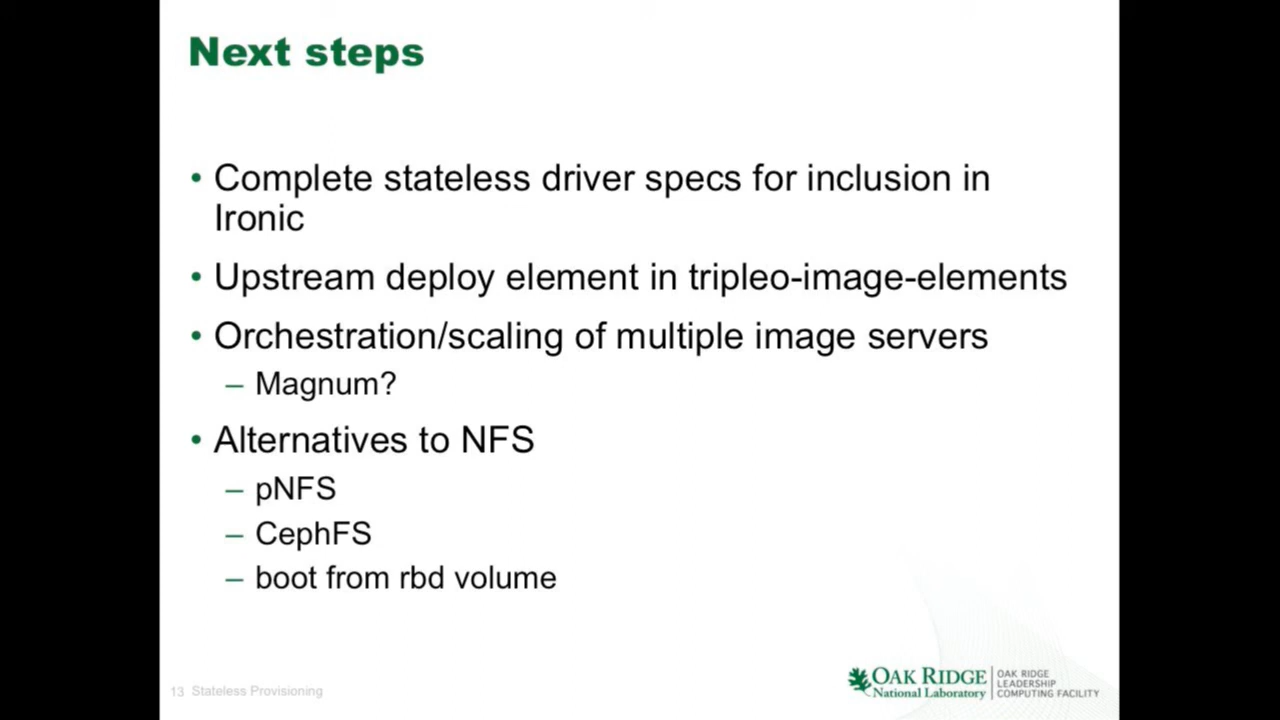 Next steps
• Complete stateless driver specs for inclusion in
Ironic
• Upstream deploy element in tripleo-image-elements
• Orchestration/scaling of multiple image servers
– Magnum?
• Alternatives to NFS
– pNFS
– CephFS
– boot from rbd volume
13 Stateless Provisioning
OAK RIDGE
National Laboratory
OAK RIDGE
LEADERSHIP
COMPUTING FACILITY